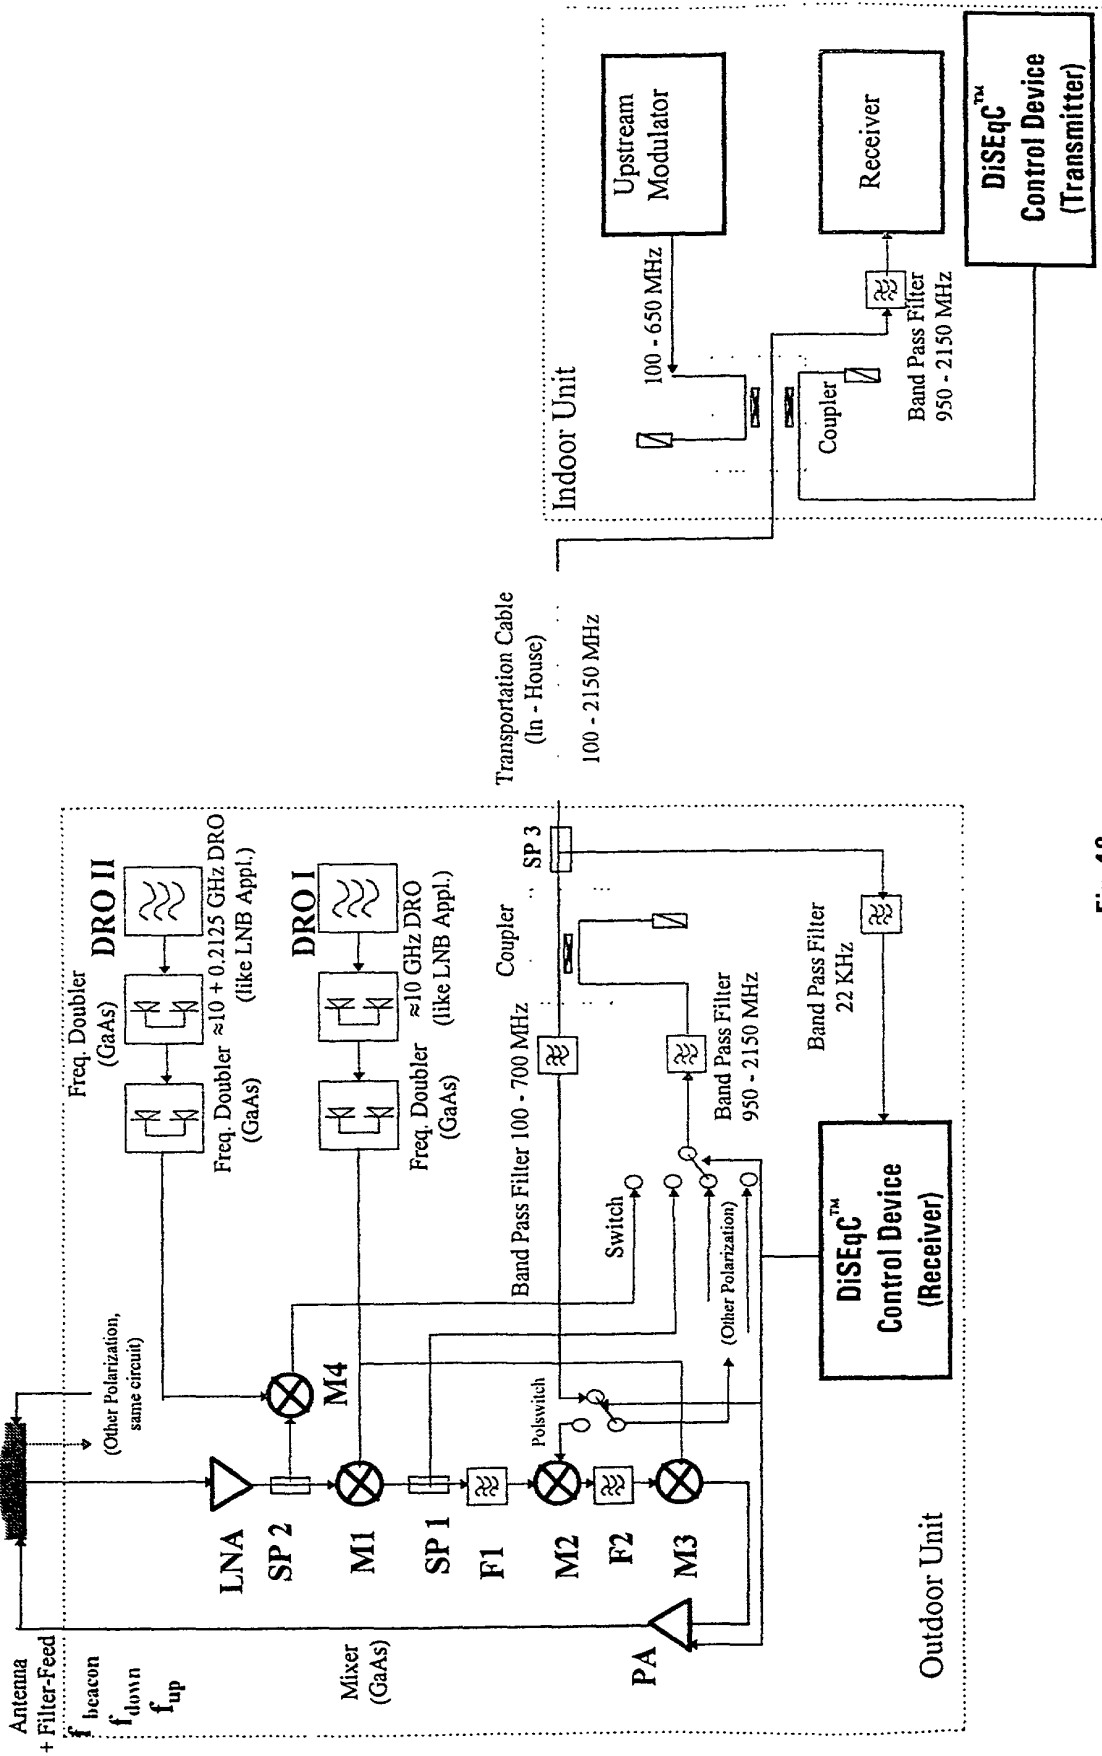 Antenna
+ Filter-Feed
f beacon
f down
f up
(Other Polarization,
same circuit)
Freq. Doubler
(GaAs)
DRO II
Freq. Doubler
(GaAs)
≈10 + 0.2125 GHz DRO
(like LNB Appl.)
DRO I
Freq. Doubler
(GaAs)
≈10 GHz DRO
(like LNB Appl.)
LNA
SP 2
M4
M1
Mixer
(GaAs)
SP 1
F1
M2
F2
M3
PA
Polswitch
Band Pass Filter 100 - 700 MHz
Coupler
SP 3
Switch
(Other Polarization)
Band Pass Filter
950 - 2150 MHz
Band Pass Filter
22 KHz
DiSEqC™
Control Device
(Receiver)
Outdoor Unit
Transportation Cable
(In - House)
100 - 2150 MHz
Indoor Unit
100 - 650 MHz
Upstream
Modulator
Coupler
Band Pass Filter
950 - 2150 MHz
Receiver
DiSEqC™
Control Device
(Transmitter)